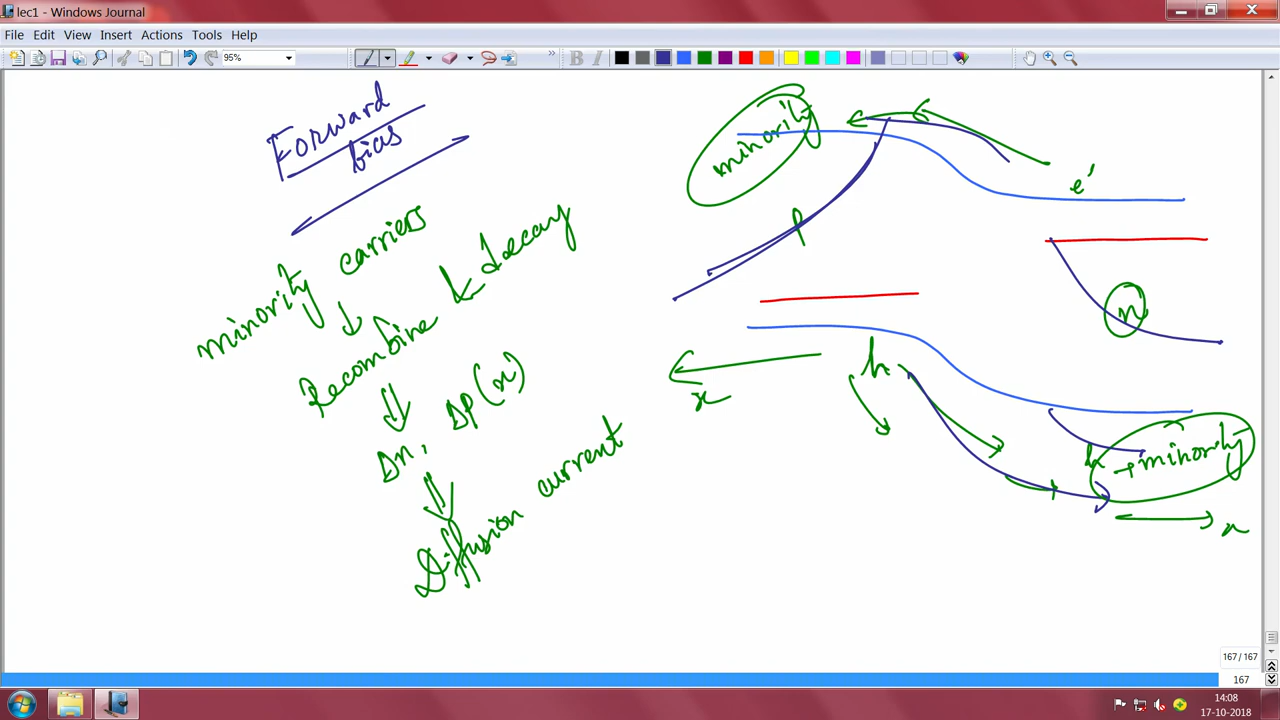 lec1 - Windows Journal
File Edit View Insert Actions Tools Help
95%
B I
Forward
bias
minority carriers
↓
Recombine & decay
⇓
Δn, Δp(x)
⇓
Diffusion current
minority
e'
p
n
h
x
h → minority
x
167/167
167
14:08
17-10-2018